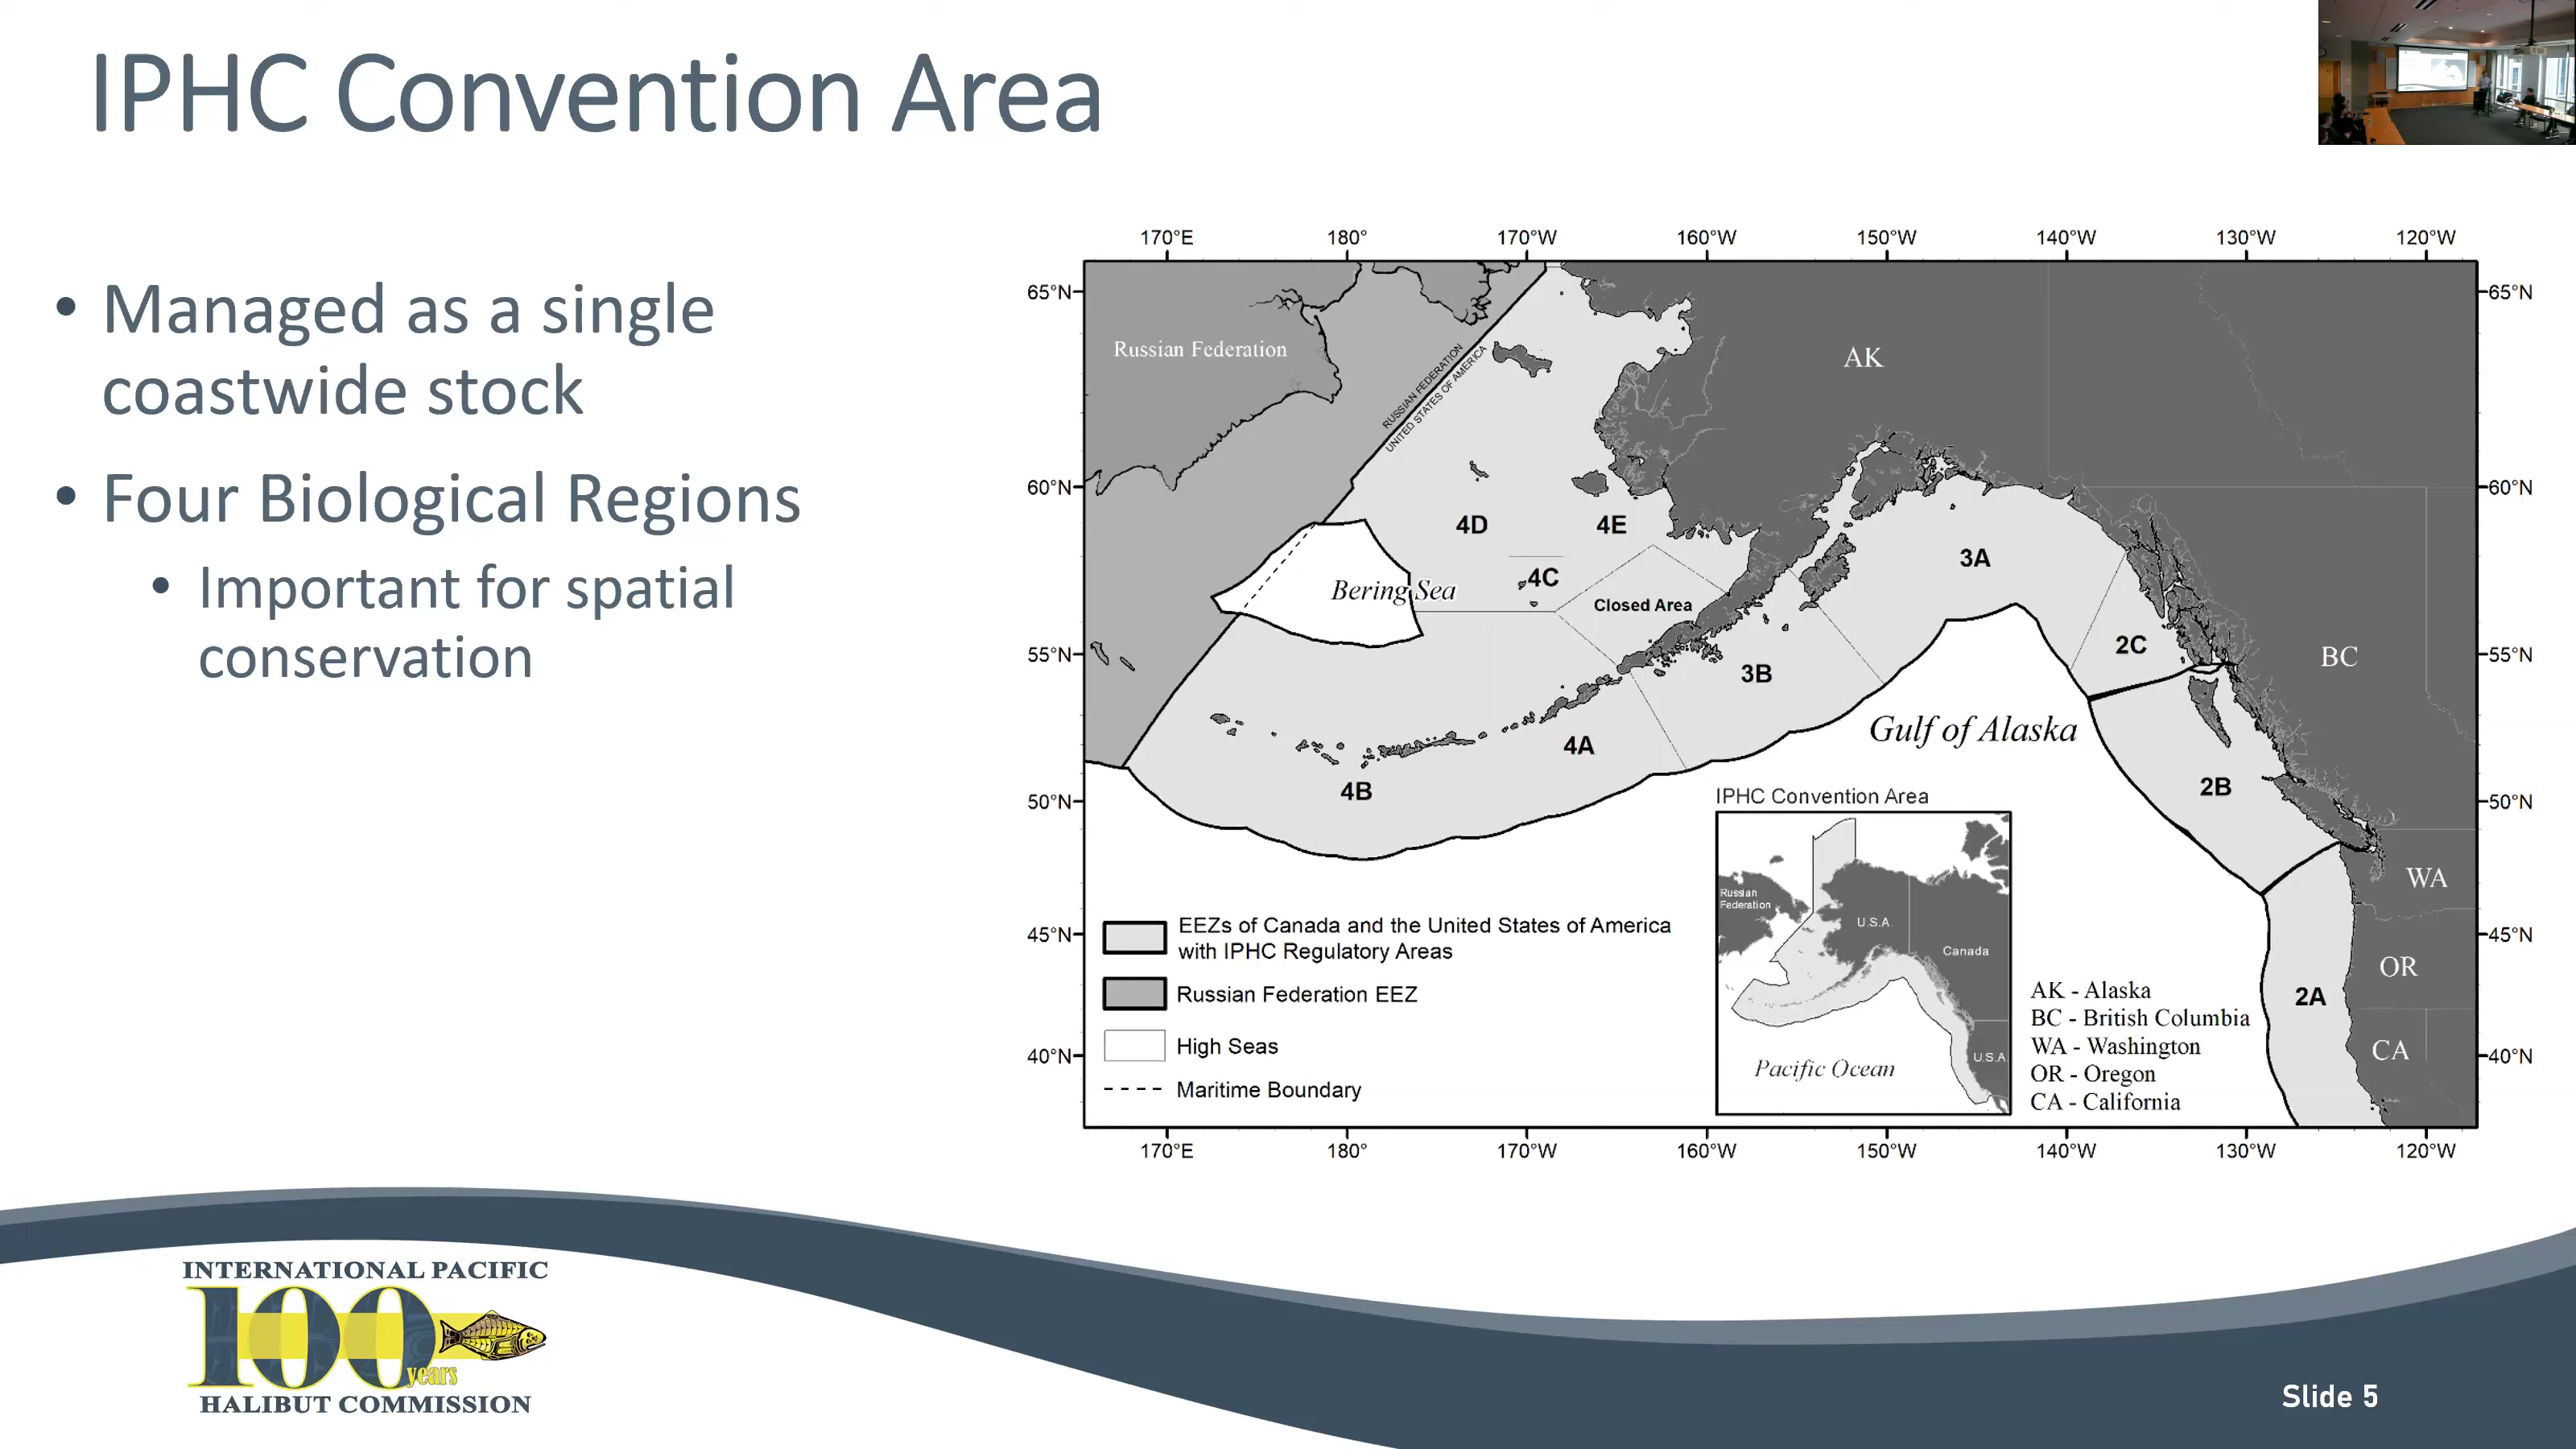 IPHC Convention Area
• Managed as a single
coastwide stock
• Four Biological Regions
• Important for spatial
conservation
170°E 180° 170°W 160°W 150°W 140°W 130°W 120°W
65°N 65°N
60°N 60°N
55°N 55°N
50°N 50°N
45°N 45°N
40°N 40°N
Russian Federation
RUSSIAN FEDERATION
UNITED STATES OF AMERICA
AK
4D
4E
4C
Bering Sea
Closed Area
3A
2C
BC
3B
Gulf of Alaska
4A
4B
2B
WA
OR
2A
CA
EEZs of Canada and the United States of America
with IPHC Regulatory Areas
Russian Federation EEZ
High Seas
Maritime Boundary
IPHC Convention Area
Russian
Federation
U.S.A.
Canada
U.S.A.
Pacific Ocean
AK - Alaska
BC - British Columbia
WA - Washington
OR - Oregon
CA - California
170°E 180° 170°W 160°W 150°W 140°W 130°W 120°W
INTERNATIONAL PACIFIC
100
years
HALIBUT COMMISSION
Slide 5